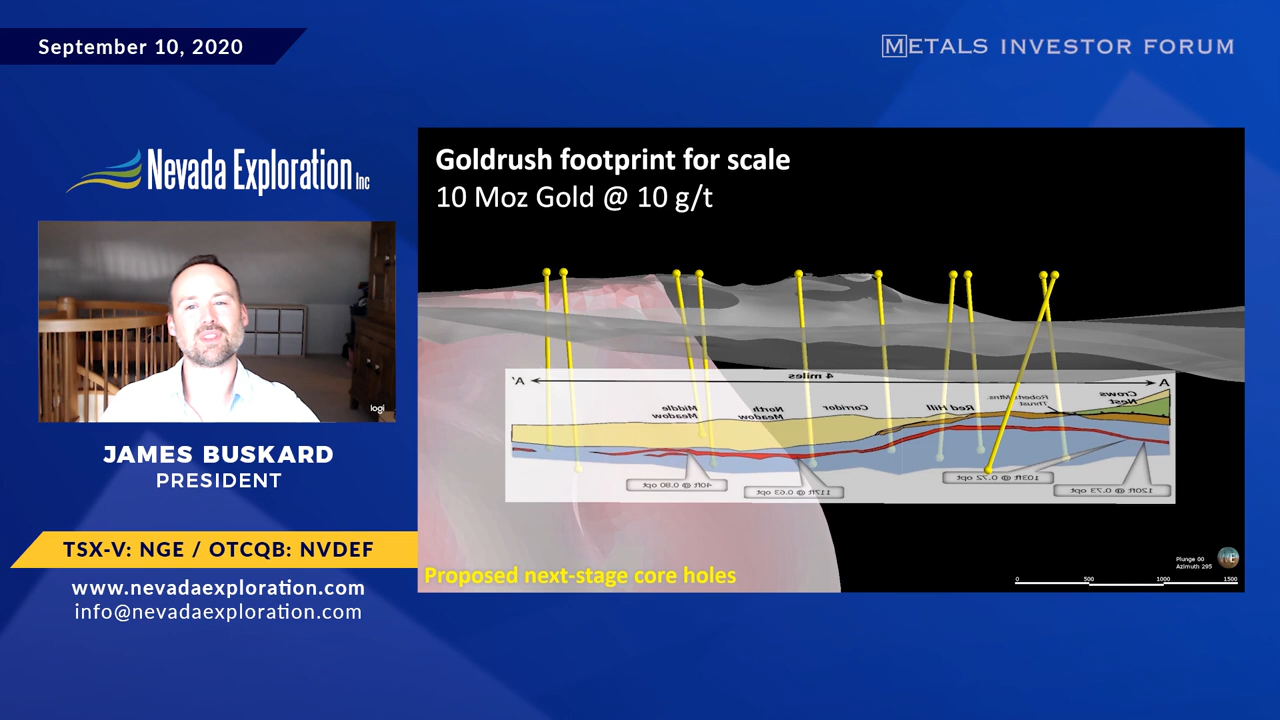 September 10, 2020
METALS INVESTOR FORUM
Nevada Exploration Inc
logi
JAMES BUSKARD
PRESIDENT
TSX-V: NGE / OTCQB: NVDEF
www.nevadaexploration.com
info@nevadaexploration.com
Goldrush footprint for scale
10 Moz Gold @ 10 g/t
A'
4 miles
A
Middle
Meadow
North
Meadow
Corridor
Red Hill
Roberts Mtns.
Thrust
Crows
Nest
40ft @ 0.80 opt
117ft @ 0.63 opt
103ft @ 0.72 opt
120ft @ 0.73 opt
Proposed next-stage core holes
Plunge 00
Azimuth 295
0 500 1000 1500